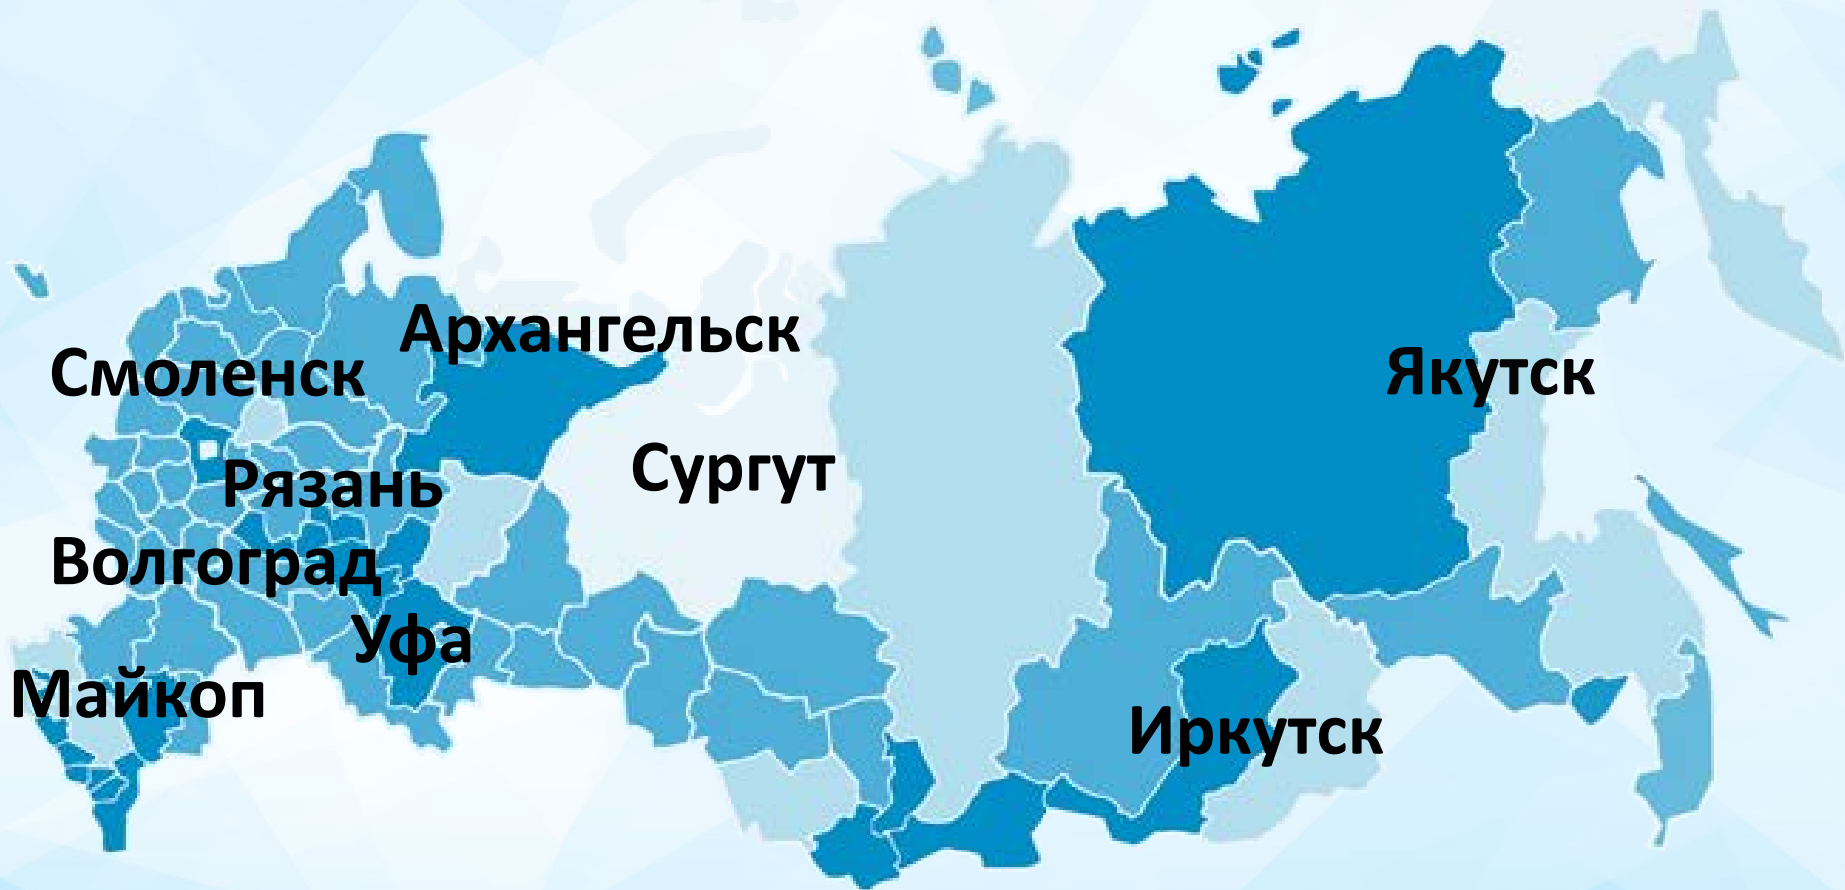 Архангельск
Смоленск
Якутск
Сургут
Рязань
Волгоград
Уфа
Майкоп
Иркутск